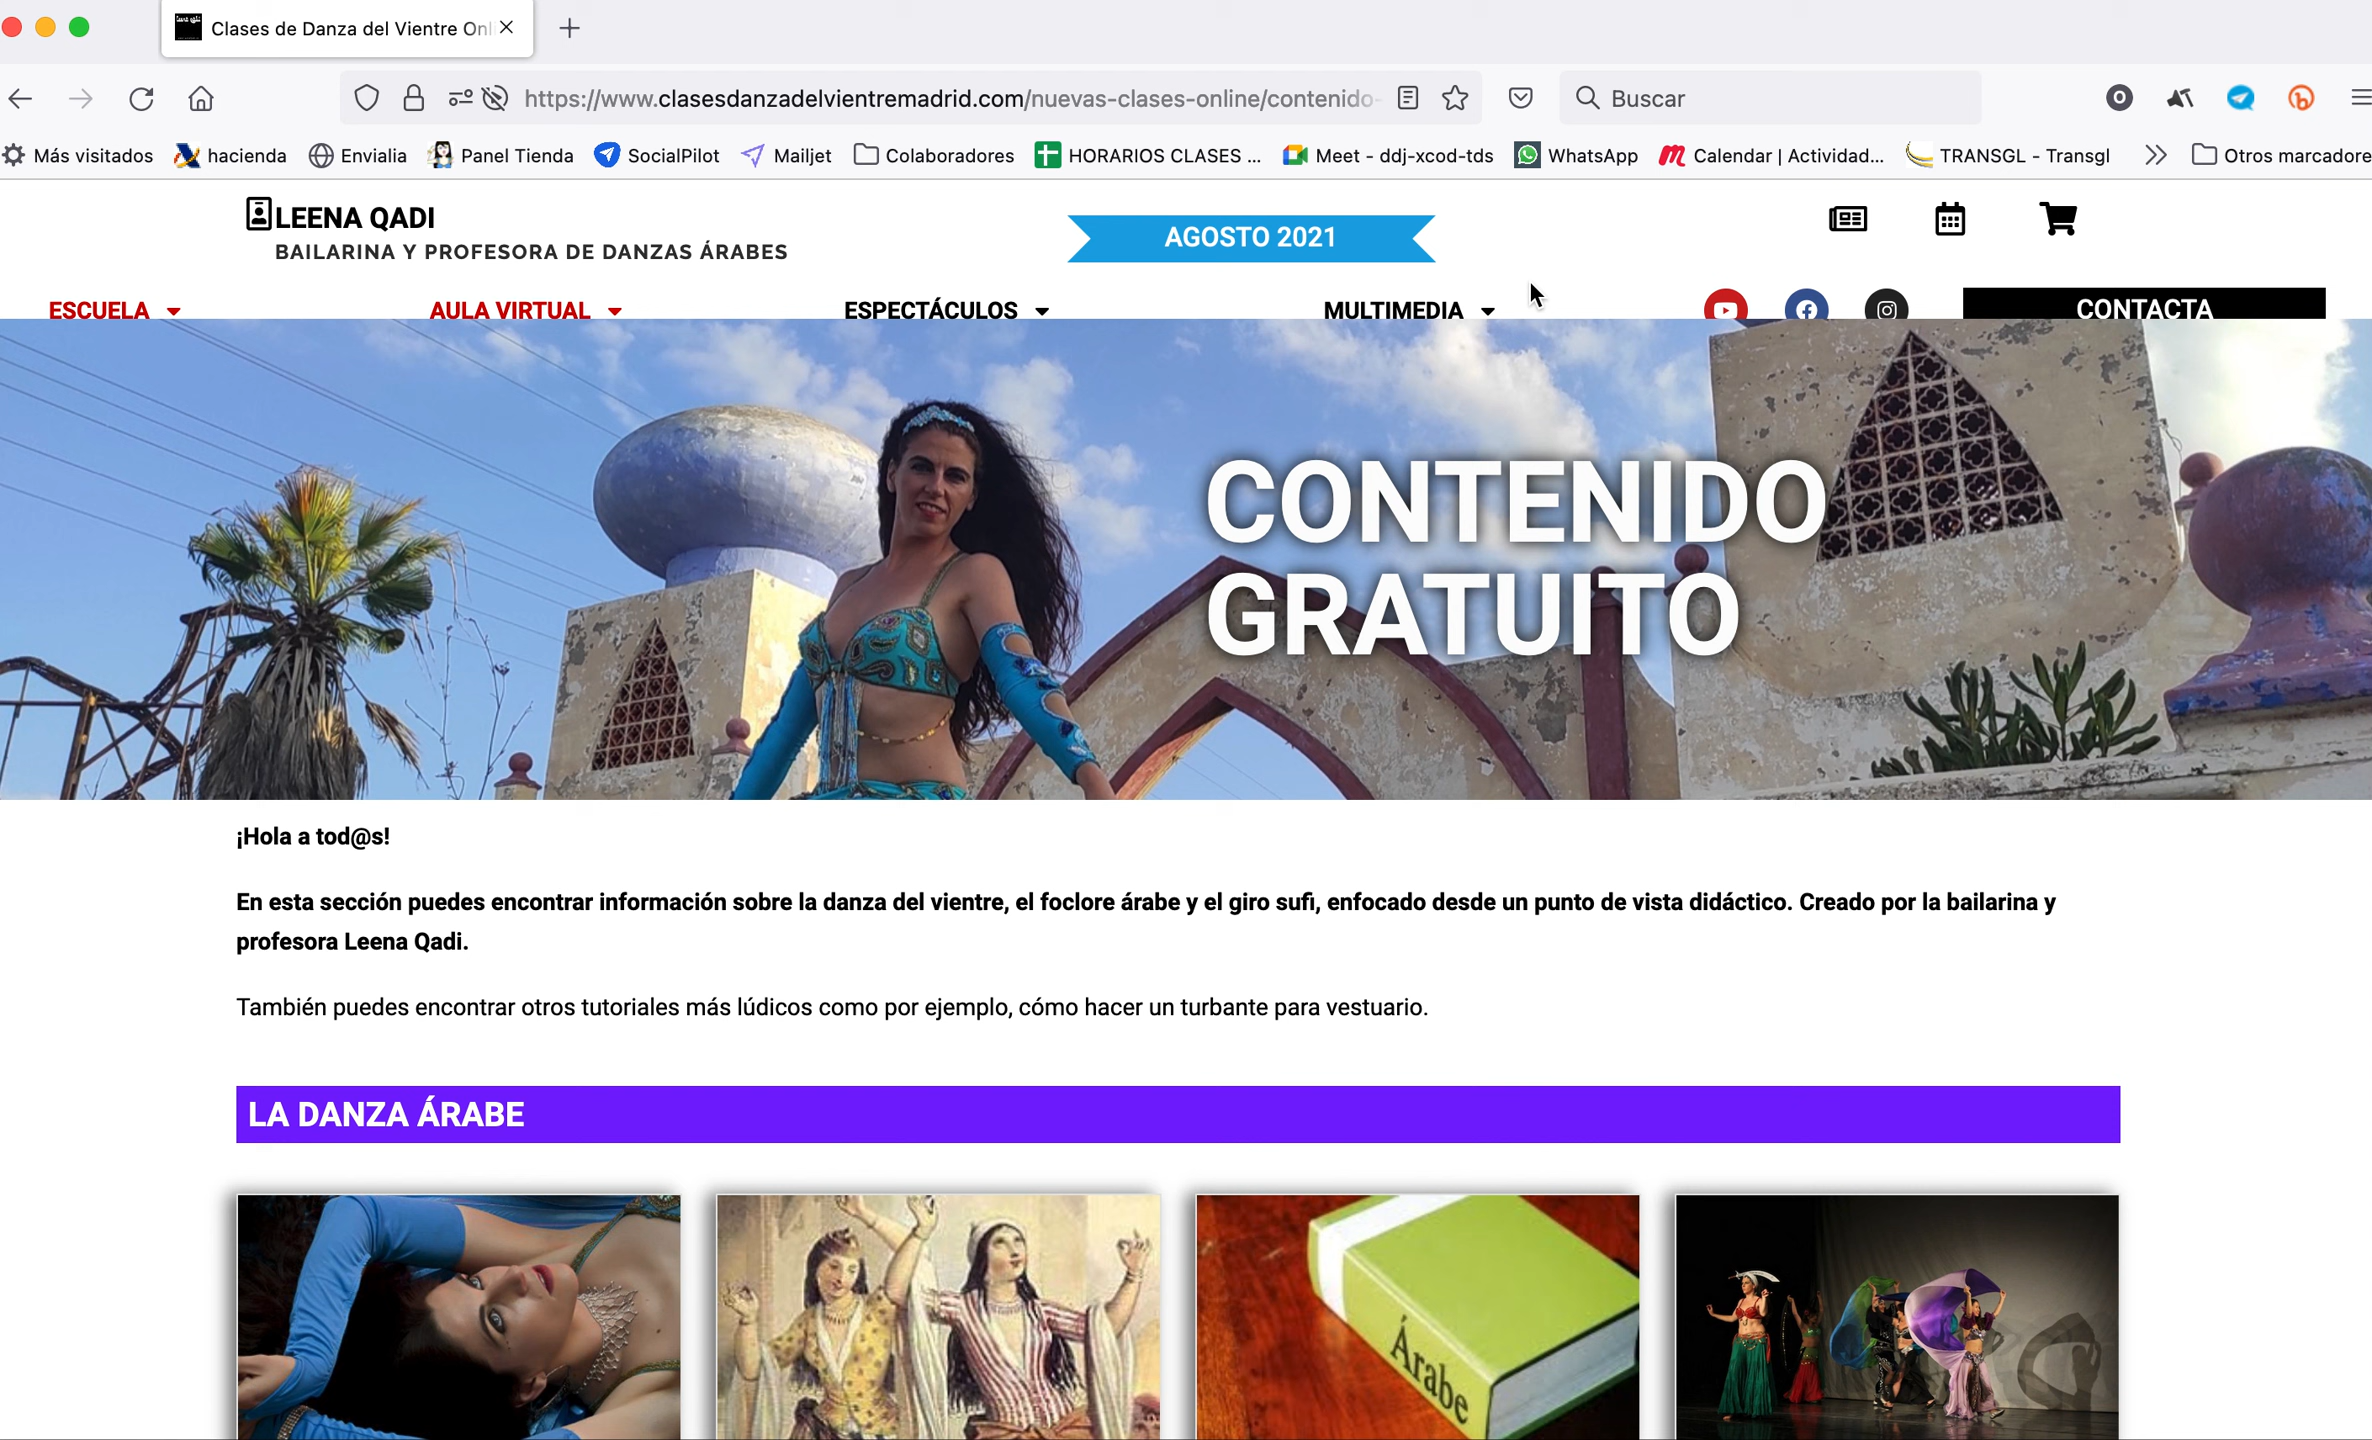 Clases de Danza del Vientre Onl
https://www.clasesdanzadelvientremadrid.com/nuevas-clases-online/contenido-
Buscar
Más visitados hacienda Envialia Panel Tienda SocialPilot Mailjet Colaboradores HORARIOS CLASES ... Meet - ddj-xcod-tds WhatsApp Calendar | Actividad... TRANSGL - Transgl Otros marcadore
LEENA QADI
BAILARINA Y PROFESORA DE DANZAS ÁRABES
AGOSTO 2021
ESCUELA AULA VIRTUAL ESPECTÁCULOS MULTIMEDIA CONTACTA
CONTENIDO
GRATUITO
¡Hola a tod@s!
En esta sección puedes encontrar información sobre la danza del vientre, el foclore árabe y el giro sufi, enfocado desde un punto de vista didáctico. Creado por la bailarina y
profesora Leena Qadi.
También puedes encontrar otros tutoriales más lúdicos como por ejemplo, cómo hacer un turbante para vestuario.
LA DANZA ÁRABE
Árabe